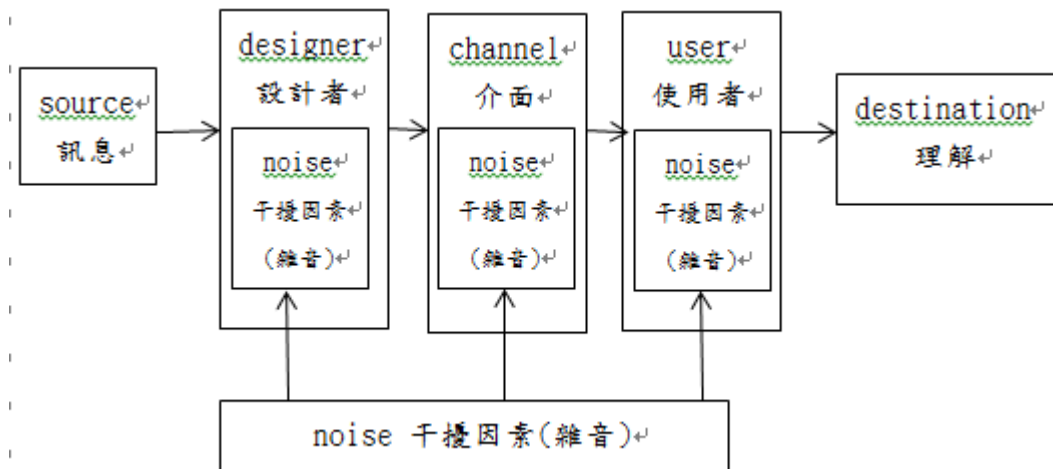 source
訊息
designer
設計者
noise
干擾因素
(雜音)
channel
介面
noise
干擾因素
(雜音)
user
使用者
noise
干擾因素
(雜音)
destination
理解
noise 干擾因素(雜音)